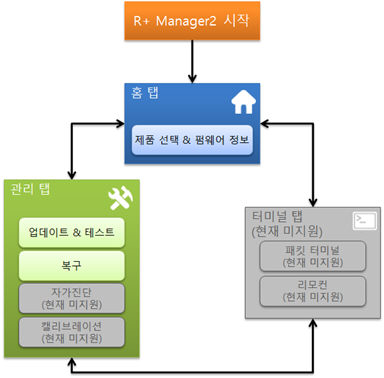 R+ Manager2 시작
홈 탭
제품 선택 & 펌웨어 정보
관리 탭
업데이트 & 테스트
복구
자가진단
(현재 미지원)
캘리브레이션
(현재 미지원)
터미널 탭
(현재 미지원)
패킷 터미널
(현재 미지원)
리모컨
(현재 미지원)